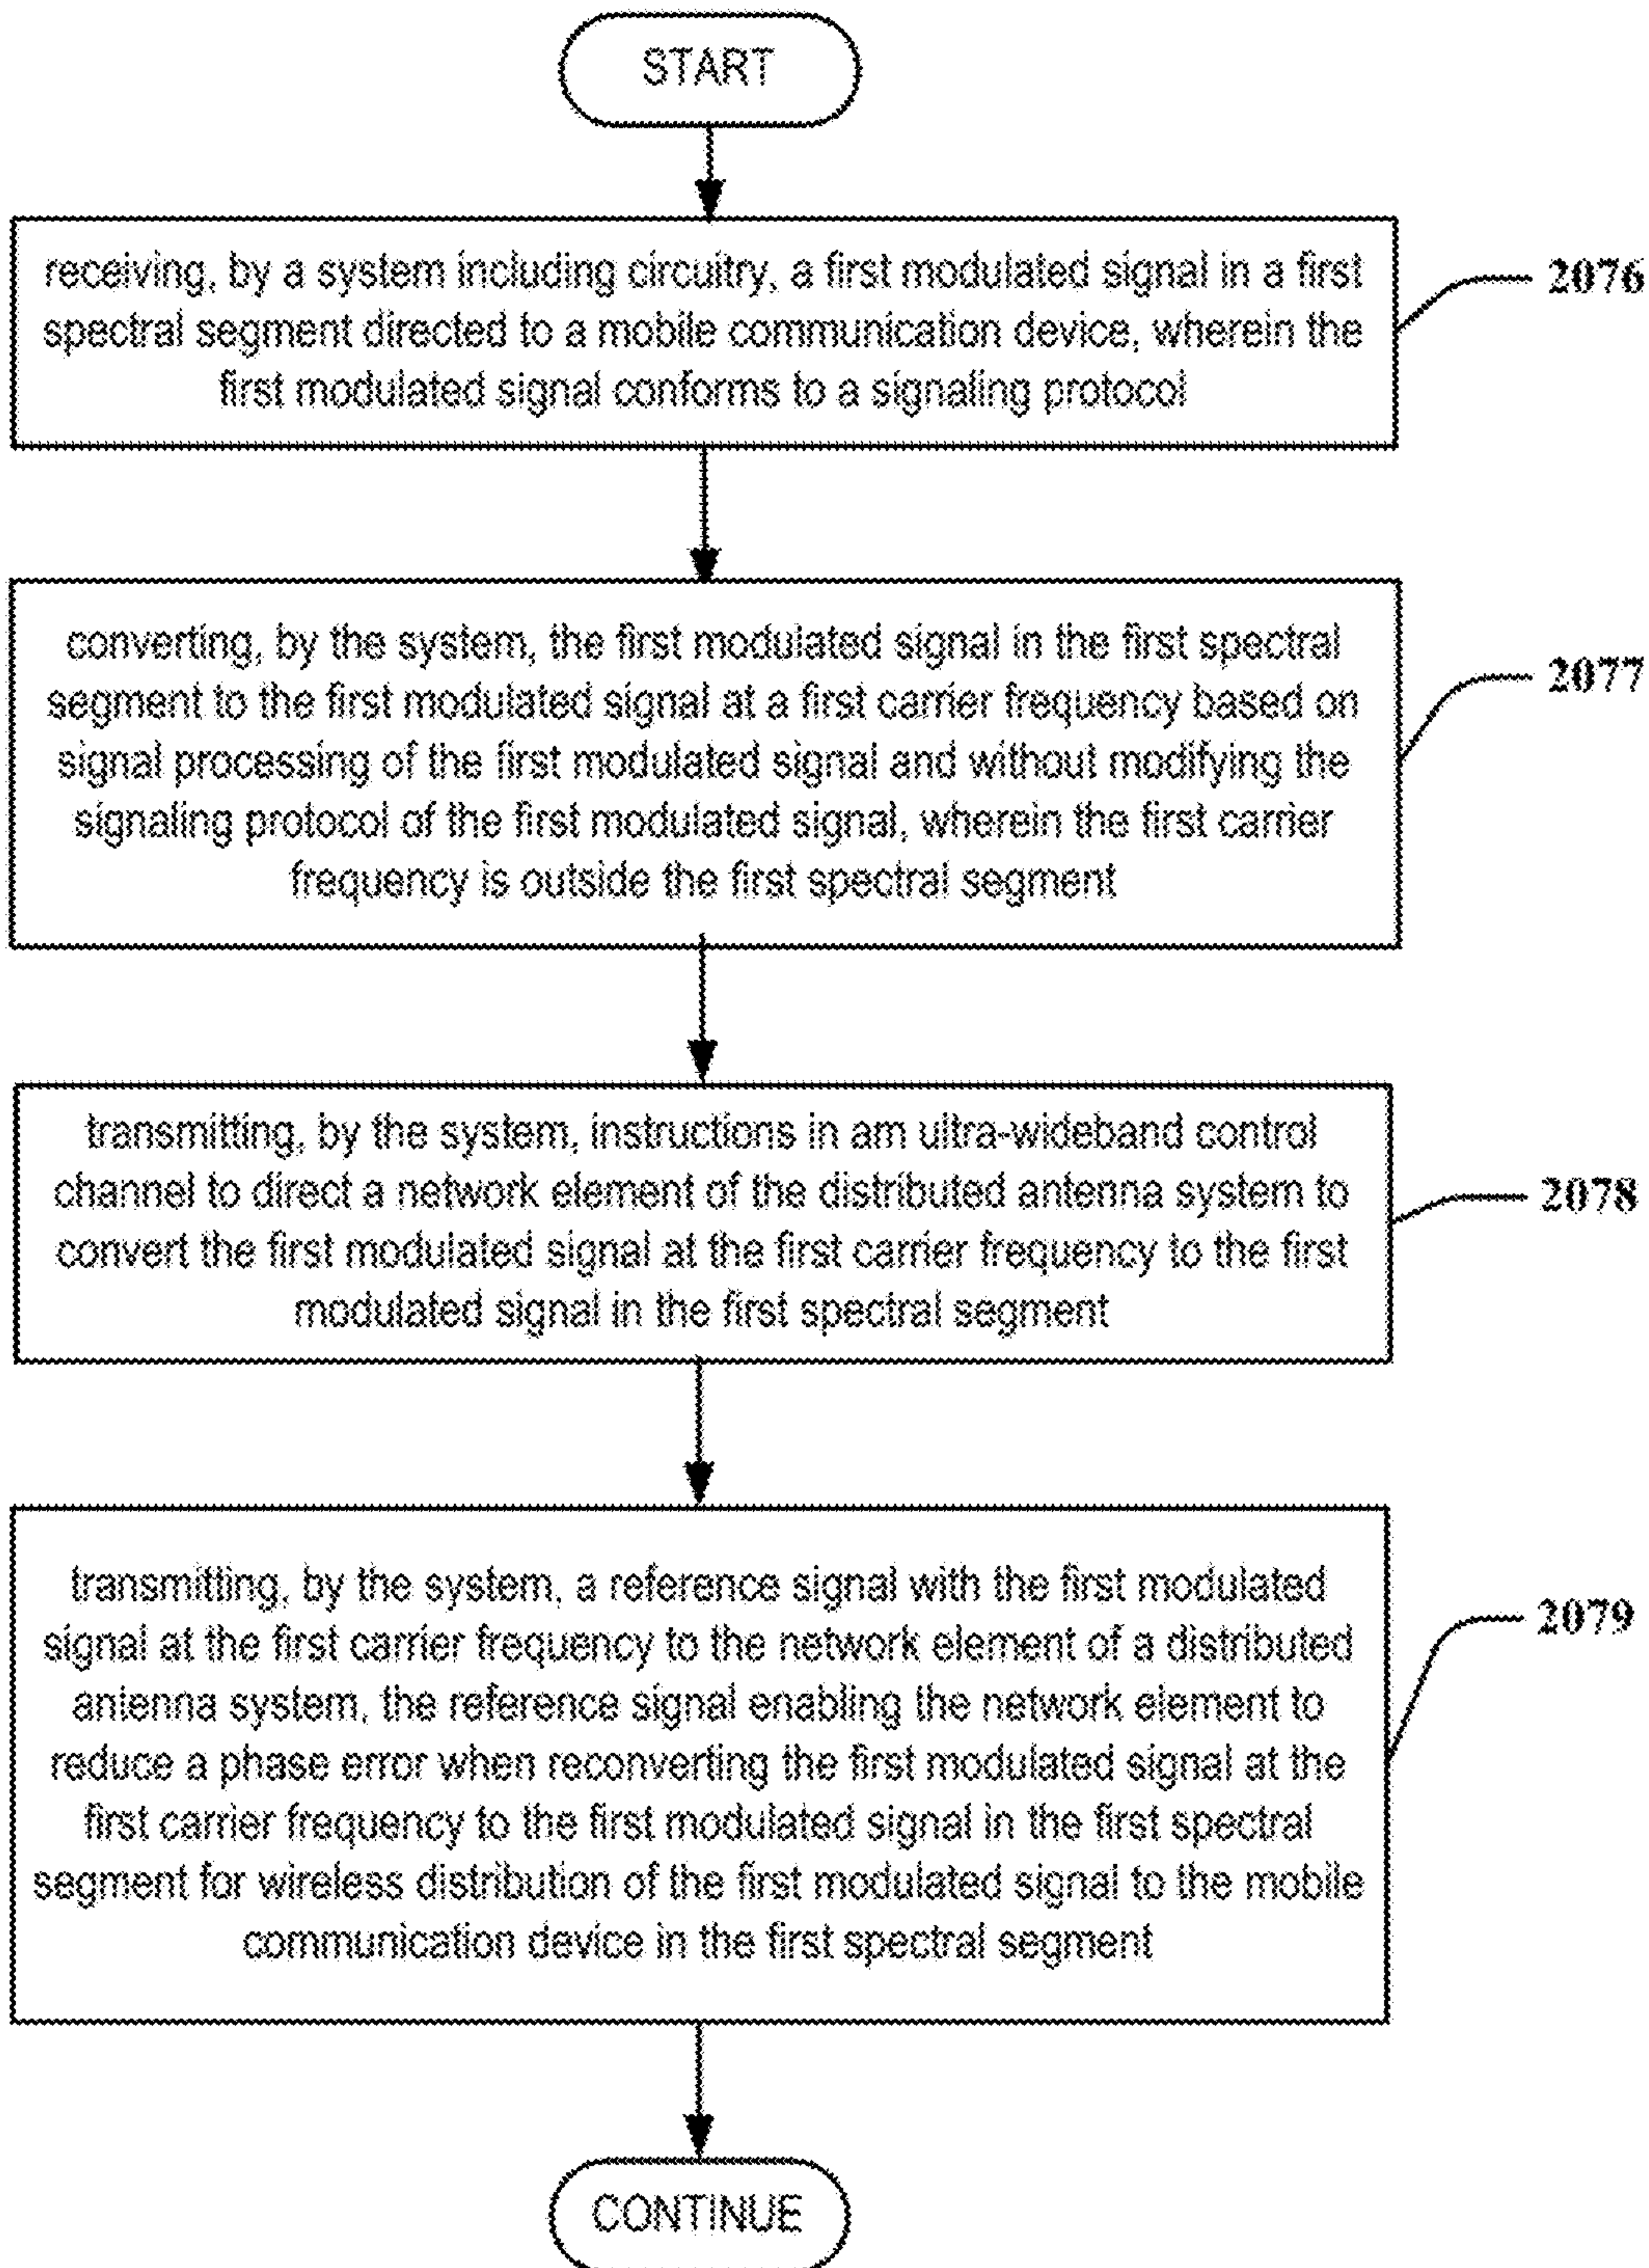 START
receiving, by a system including circuitry, a first modulated signal in a first
spectral segment directed to a mobile communication device, wherein the
first modulated signal conforms to a signaling protocol
2076
converting, by the system, the first modulated signal in the first spectral
segment to the first modulated signal at a first carrier frequency based on
signal processing of the first modulated signal and without modifying the
signaling protocol of the first modulated signal, wherein the first carrier
frequency is outside the first spectral segment
2077
transmitting, by the system, instructions in am ultra-wideband control
channel to direct a network element of the distributed antenna system to
convert the first modulated signal at the first carrier frequency to the first
modulated signal in the first spectral segment
2078
transmitting, by the system, a reference signal with the first modulated
signal at the first carrier frequency to the network element of a distributed
antenna system, the reference signal enabling the network element to
reduce a phase error when reconverting the first modulated signal at the
first carrier frequency to the first modulated signal in the first spectral
segment for wireless distribution of the first modulated signal to the mobile
communication device in the first spectral segment
2079
CONTINUE